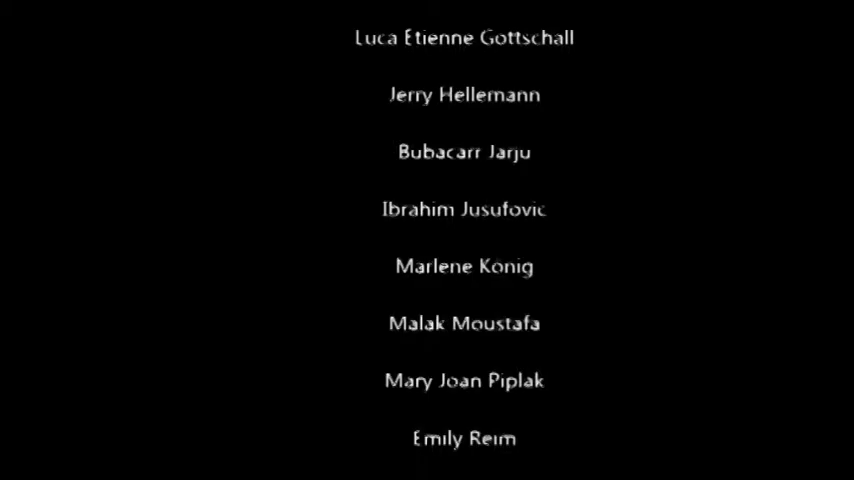 Luca Etienne Gottschall
Jerry Hellemann
Bubacarr Jarju
Ibrahim Jusufovic
Marlene König
Malak Moustafa
Mary Joan Piplak
Emily Reim